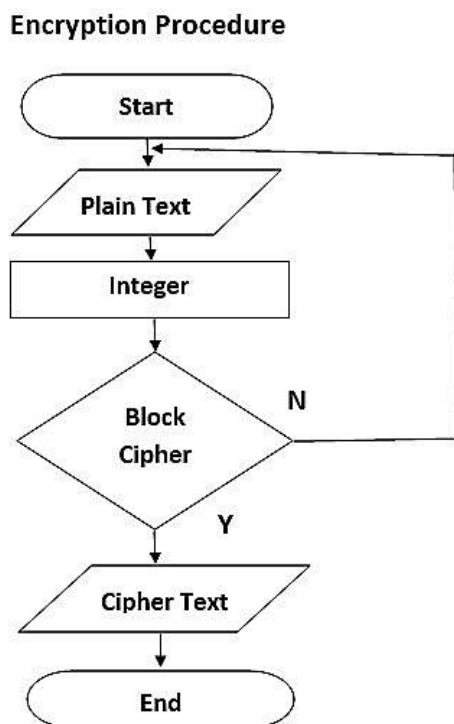 Encryption Procedure
Start
Plain Text
Integer
Block
Cipher
N
Y
Cipher Text
End